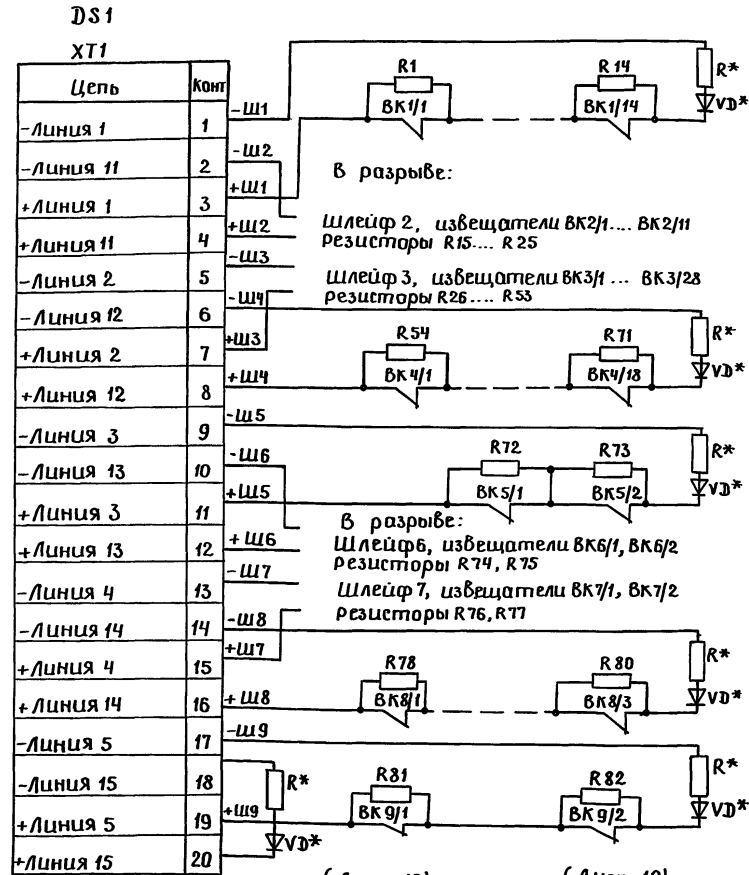 DS1
XT1
Цепь Конт
-Линия 1 1
-Линия 11 2
+Линия 1 3
+Линия 11 4
-Линия 2 5
-Линия 12 6
+Линия 2 7
+Линия 12 8
-Линия 3 9
-Линия 13 10
+Линия 3 11
+Линия 13 12
-Линия 4 13
-Линия 14 14
+Линия 4 15
+Линия 14 16
-Линия 5 17
-Линия 15 18
+Линия 5 19
+Линия 15 20
-Ш1
-Ш2
+Ш1
+Ш2
-Ш3
-Ш4
+Ш3
+Ш4
-Ш5
-Ш6
+Ш5
+Ш6
-Ш7
-Ш8
+Ш7
+Ш8
-Ш9
+Ш9
R1 R14 R*
ВК1/1 ВК1/14 VD*
В разрыве:
Шлейф 2, извещатели ВК2/1.... ВК2/11
Резисторы R15.... R25
Шлейф 3, извещатели ВК3/1 ... ВК3/28
Резисторы R26.... R53
R54 R71 R*
ВК4/1 ВК4/18 VD*
R72 R73 R*
ВК5/1 ВК5/2 VD*
В разрыве:
Шлейф6, извещатели ВК6/1, ВК6/2
Резисторы R74, R75
Шлейф 7, извещатели ВК7/1, ВК7/2
Резисторы R76, R77
R78 R80 R*
ВК8/1 ВК8/3 VD*
R* R81 R82 R*
VD* ВК9/1 ВК9/2 VD*